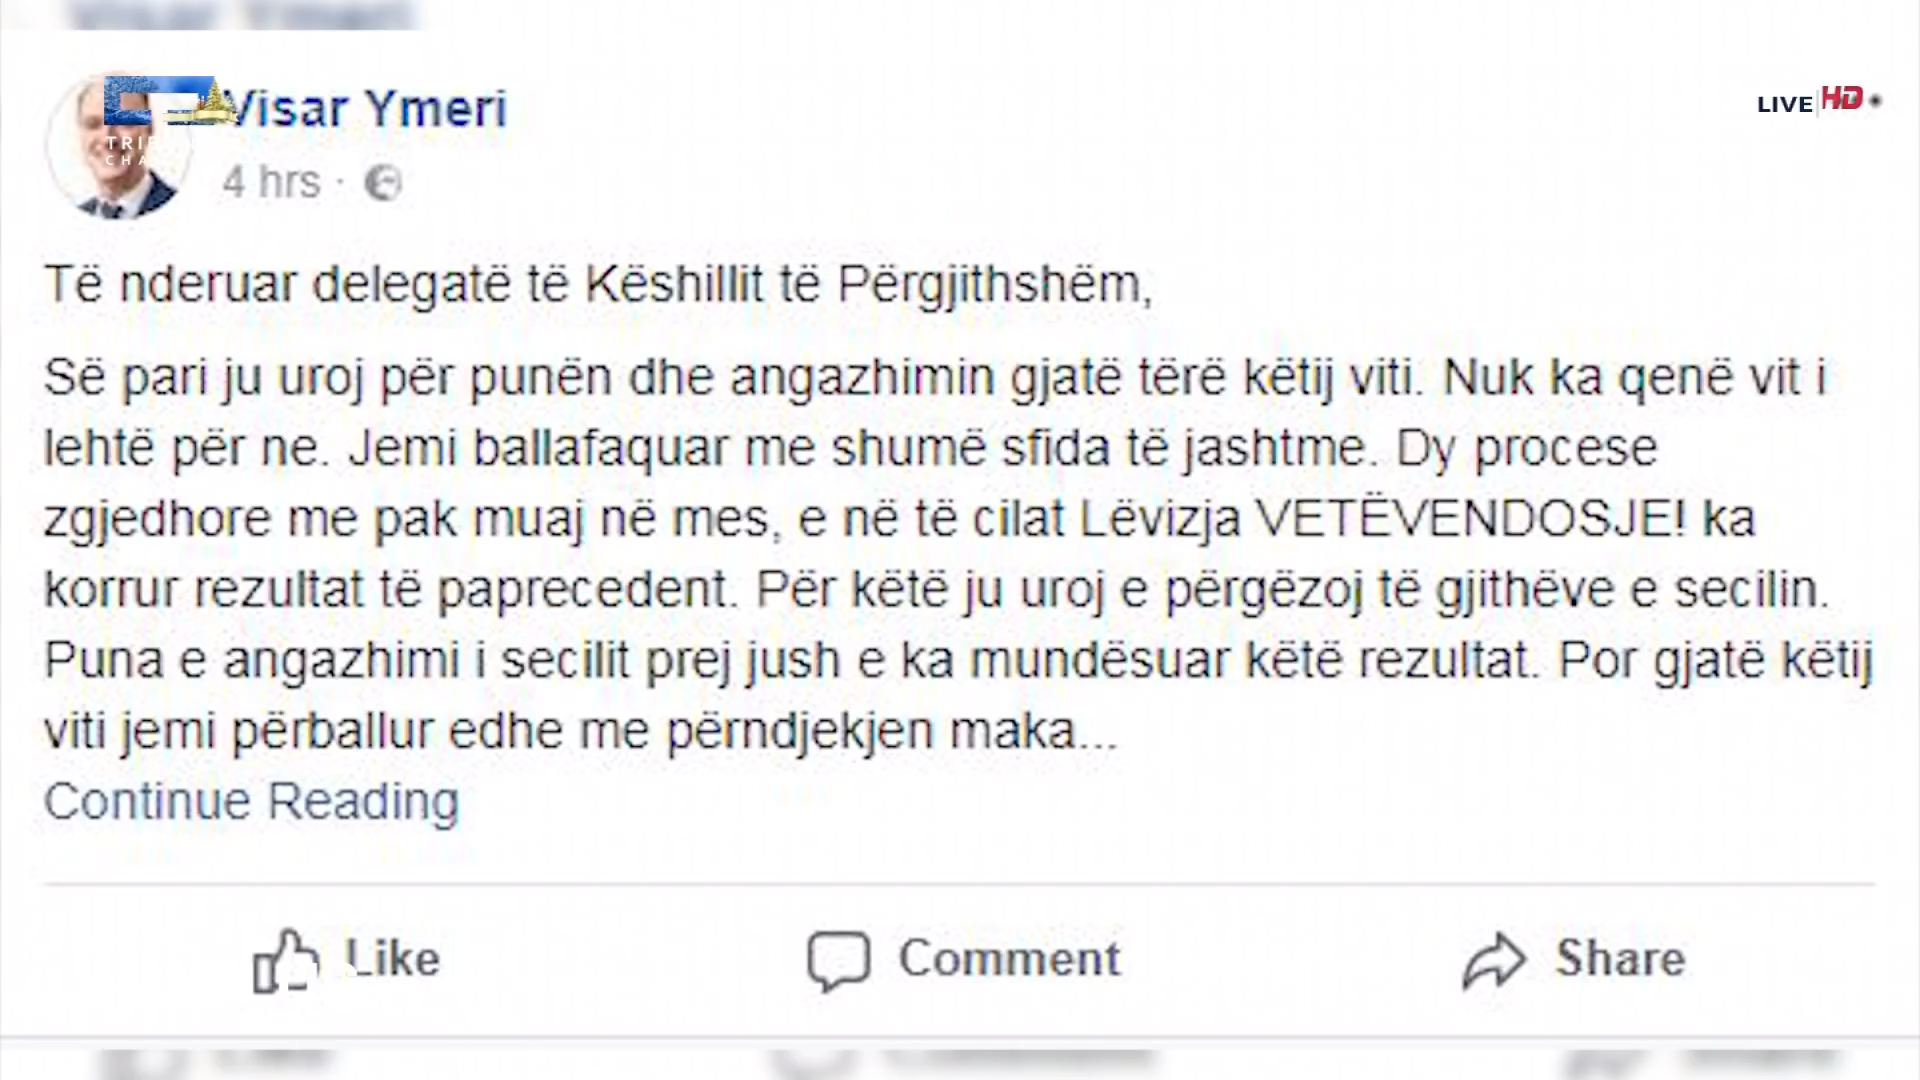 Visar Ymeri
LIVE HD
4 hrs
Të nderuar delegatë të Këshillit të Përgjithshëm,
Së pari ju uroj për punën dhe angazhimin gjatë tërë këtij viti. Nuk ka qenë vit i
lehtë për ne. Jemi ballafaquar me shumë sfida të jashtme. Dy procese
zgjedhore me pak muaj në mes, e në të cilat Lëvizja VETËVENDOSJE! ka
korrur rezultat të paprecedent. Për këtë ju uroj e përgëzoj të gjithëve e secilin.
Puna e angazhimi i secilit prej jush e ka mundësuar këtë rezultat. Por gjatë këtij
viti jemi përballur edhe me përndjekjen maka...
Continue Reading
Like Comment Share